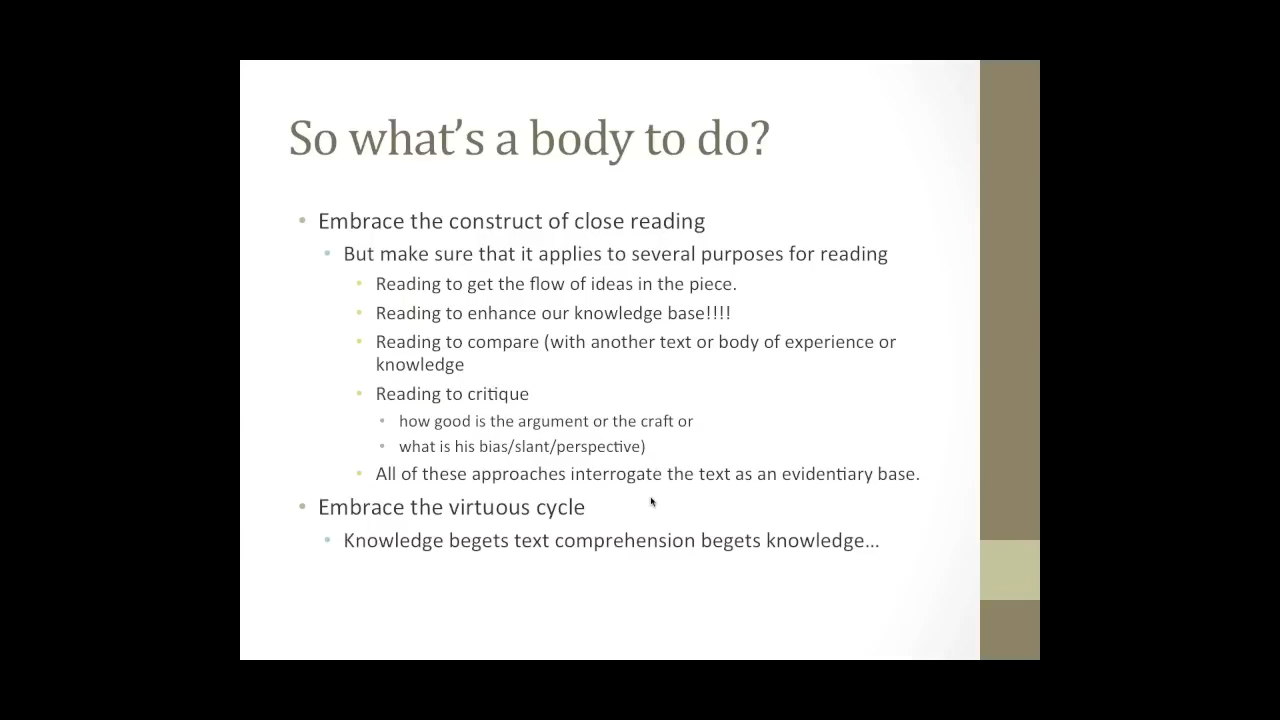 So what's a body to do?
• Embrace the construct of close reading
• But make sure that it applies to several purposes for reading
• Reading to get the flow of ideas in the piece.
• Reading to enhance our knowledge base!!!!
• Reading to compare (with another text or body of experience or
knowledge
• Reading to critique
• how good is the argument or the craft or
• what is his bias/slant/perspective)
• All of these approaches interrogate the text as an evidentiary base.
• Embrace the virtuous cycle
• Knowledge begets text comprehension begets knowledge...